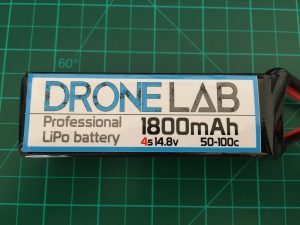 60°
DRONE LAB
Professional 1800mAh
LiPo battery 4s 14.8v 50-100c